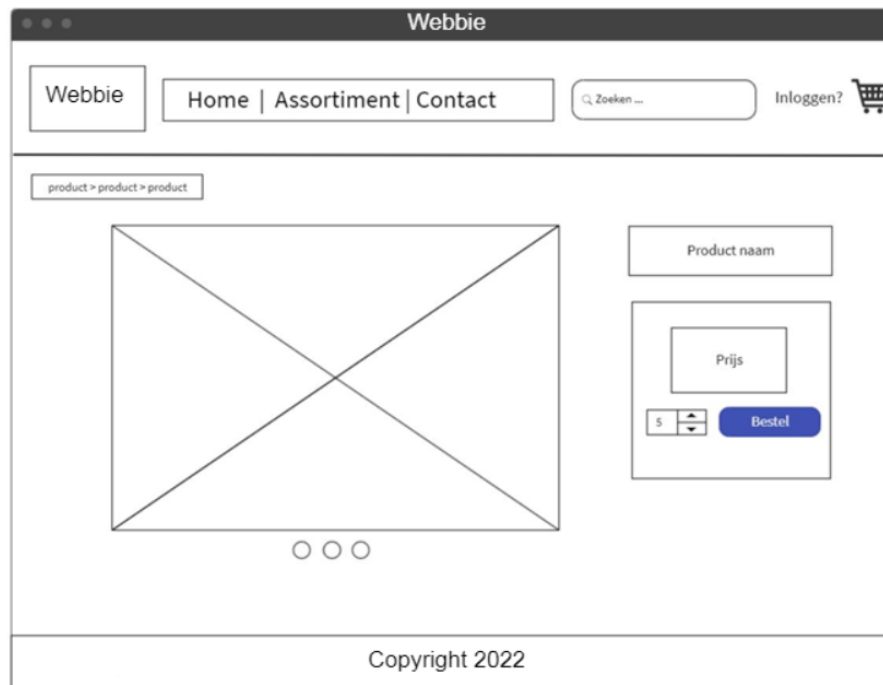 Webbie
Webbie
Home | Assortiment | Contact
Zoeken ...
Inloggen?
product > product > product
Product naam
Prijs
5
Bestel
Copyright 2022